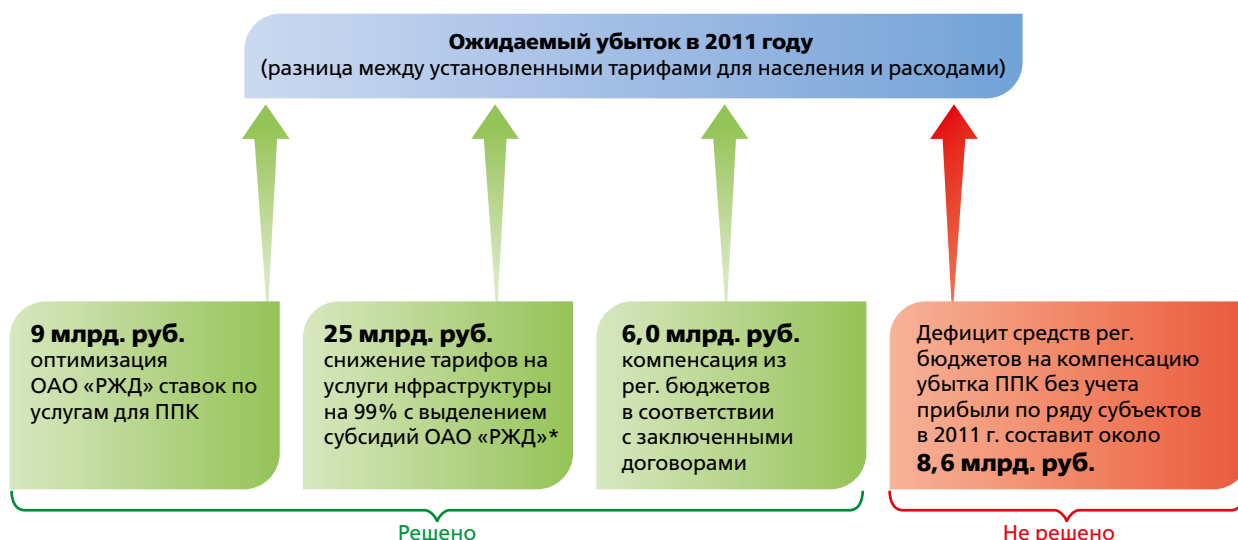 Ожидаемый убыток в 2011 году
(разница между установленными тарифами для населения и расходами)
9 млрд. руб.
оптимизация
ОАО «РЖД» ставок по
услугам для ППК
25 млрд. руб.
снижение тарифов на
услуги нфраструктуры
на 99% с выделением
субсидий ОАО «РЖД»*
6,0 млрд. руб.
компенсация из
рег. бюджетов
в соответствии
с заключенными
договорами
Дефицит средств рег.
бюджетов на компенсацию
убытка ППК без учета
прибыли по ряду субъектов
в 2011 г. составит около
8,6 млрд. руб.
Решено
Не решено